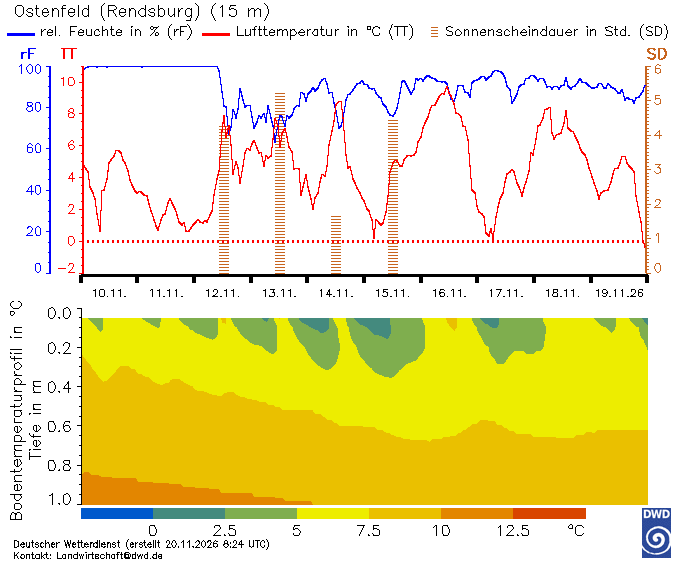 Ostenfeld (Rendsburg) (15 m)
rel. Feuchte in % (rF) Lufttemperatur in °C (TT) Sonnenscheindauer in Std. (SD)
rF TT SD
100 10 6
80 8 5
60 6 4
40 4 3
20 2 2
0 0 1
-2 0
10.11. 11.11. 12.11. 13.11. 14.11. 15.11. 16.11. 17.11. 18.11. 19.11.26
Bodentemperaturprofil in °C
Tiefe in m
0.0
0.2
0.4
0.6
0.8
1.0
0 2.5 5 7.5 10 12.5 °C
DWD
Deutscher Wetterdienst (erstellt 20.11.2026 8:24 UTC)
Kontakt: Landwirtschaft@dwd.de